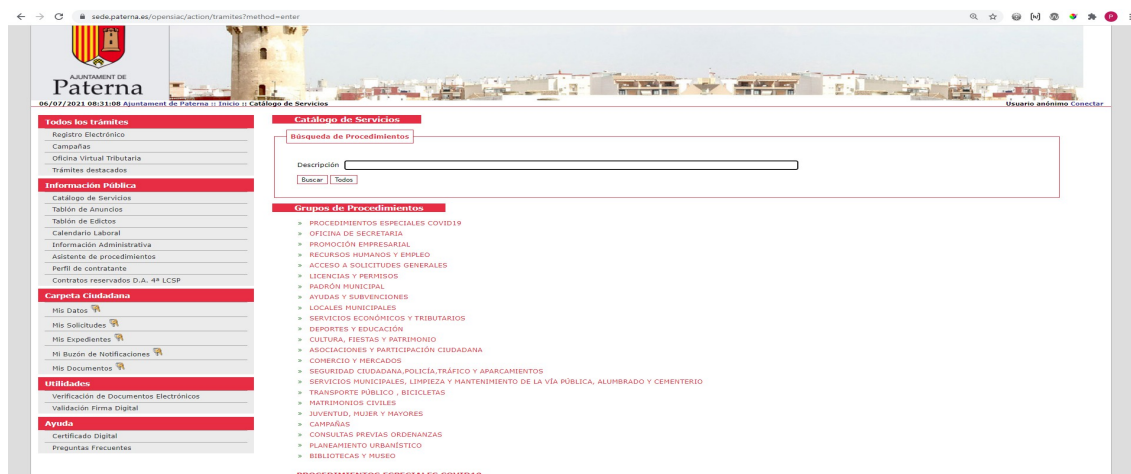 sede.paterna.es/opensiac/action/tramites?method=enter
P
AJUNTAMENT DE
Paterna
06/07/2021 08:31:08 Ajuntament de Paterna :: Inicio :: Catálogo de Servicios
Usuario anónimo Conectar
Todos los trámites
Registro Electrónico
Campañas
Oficina Virtual Tributaria
Trámites destacados
Información Pública
Catálogo de Servicios
Tablón de Anuncios
Tablón de Edictos
Calendario Laboral
Información Administrativa
Asistente de procedimientos
Perfil de contratante
Contratos reservados D.A. 4ª LCSP
Carpeta Ciudadana
Mis Datos
Mis Solicitudes
Mis Expedientes
Mi Buzón de Notificaciones
Mis Documentos
Utilidades
Verificación de Documentos Electrónicos
Validación Firma Digital
Ayuda
Certificado Digital
Preguntas Frecuentes
Catálogo de Servicios
Búsqueda de Procedimientos
Descripción
Buscar Todos
Grupos de Procedimientos
» PROCEDIMIENTOS ESPECIALES COVID19
» OFICINA DE SECRETARIA
» PROMOCIÓN EMPRESARIAL
» RECURSOS HUMANOS Y EMPLEO
» ACCESO A SOLICITUDES GENERALES
» LICENCIAS Y PERMISOS
» PADRÓN MUNICIPAL
» AYUDAS Y SUBVENCIONES
» LOCALES MUNICIPALES
» SERVICIOS ECONÓMICOS Y TRIBUTARIOS
» DEPORTES Y EDUCACIÓN
» CULTURA, FIESTAS Y PATRIMONIO
» ASOCIACIONES Y PARTICIPACIÓN CIUDADANA
» COMERCIO Y MERCADOS
» SEGURIDAD CIUDADANA,POLICÍA,TRÁFICO Y APARCAMIENTOS
» SERVICIOS MUNICIPALES, LIMPIEZA Y MANTENIMIENTO DE LA VÍA PÚBLICA, ALUMBRADO Y CEMENTERIO
» TRANSPORTE PÚBLICO , BICICLETAS
» MATRIMONIOS CIVILES
» JUVENTUD, MUJER Y MAYORES
» CAMPAÑAS
» CONSULTAS PREVIAS ORDENANZAS
» PLANEAMIENTO URBANÍSTICO
» BIBLIOTECAS Y MUSEO
PROCEDIMIENTOS ESPECIALES COVID19